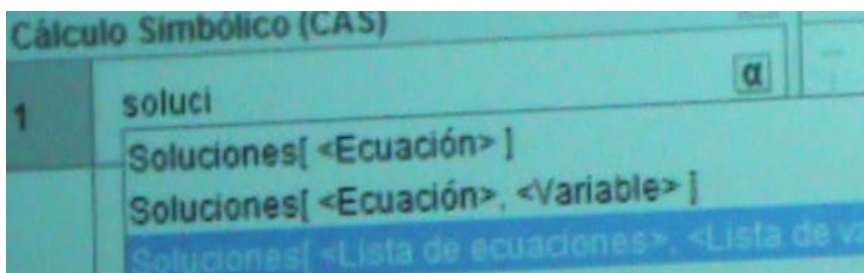 Cálculo Simbólico (CAS)
1
soluci
α
Soluciones[ <Ecuación> ]
Soluciones[ <Ecuación>, <Variable> ]
Soluciones[ <Lista de ecuaciones>, <Lista de